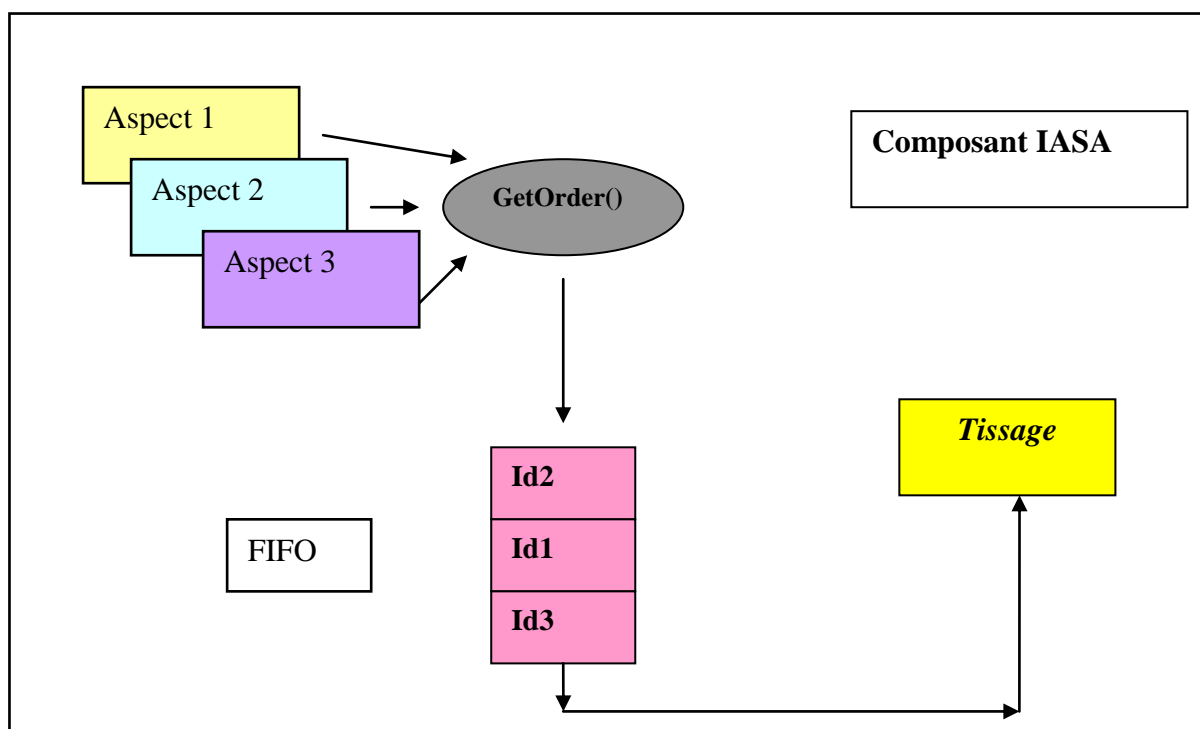 Aspect 1
Aspect 2
Aspect 3
GetOrder()
Composant IASA
Tissage
FIFO
Id2
Id1
Id3